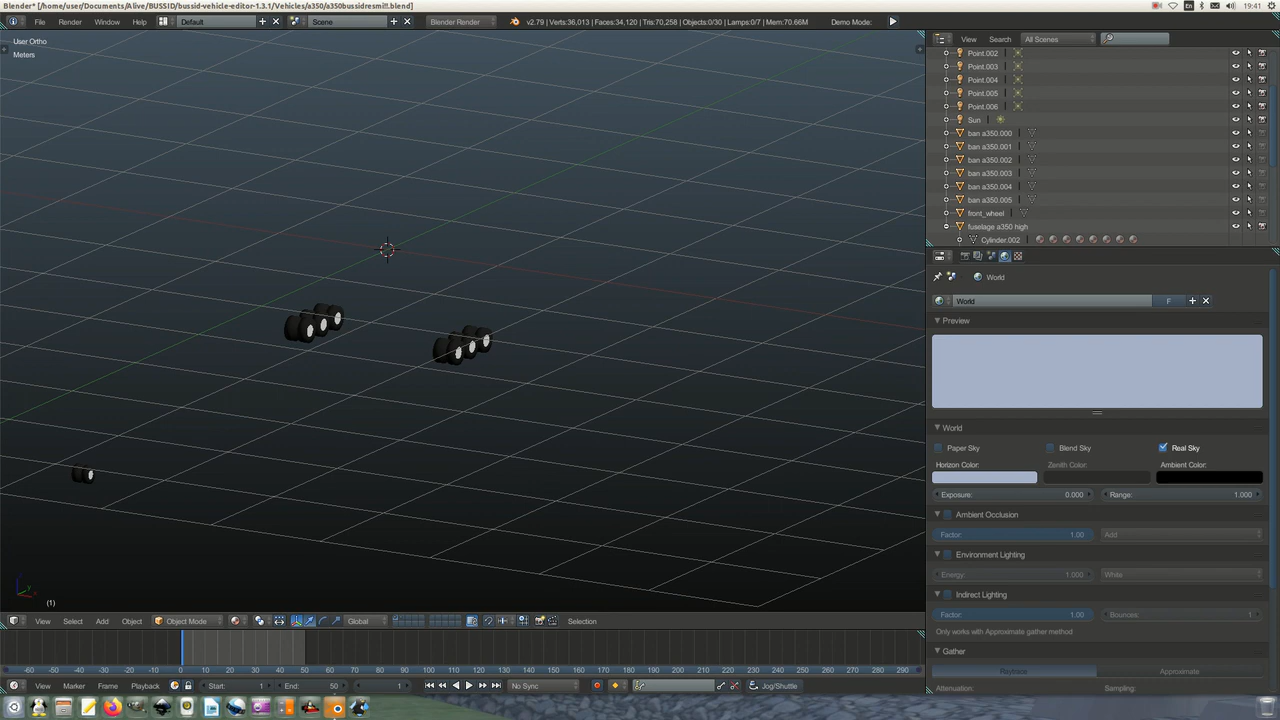 Blender* [/home/user/Documents/Alive/BUSSID/bussid-vehicle-editor-1.3.1/Vehicles/a350/a350bussidresmi!!.blend]
En
19:41
File Render Window Help
Default
Scene
Blender Render
v2.79 | Verts:36,013 | Faces:34,120 | Tris:70,258 | Objects:0/30 | Lamps:0/7 | Mem:70.66M
Demo Mode:
User Ortho
Meters
View Search All Scenes
Point.002
Point.003
Point.004
Point.005
Point.006
Sun
ban a350.000
ban a350.001
ban a350.002
ban a350.003
ban a350.004
ban a350.005
front_wheel
fuselage a350 high
Cylinder.002
World
World F
Preview
World
Paper Sky Blend Sky Real Sky
Horizon Color: Zenith Color: Ambient Color:
Exposure: 0.000 Range: 1.000
Ambient Occlusion
Factor: 1.00 Add
Environment Lighting
Energy: 1.000 White
Indirect Lighting
Factor: 1.00 Bounces: 1
Only works with Approximate gather method
Gather
Raytrace Approximate
Attenuation: Sampling:
(1)
View Select Add Object Object Mode Global Selection
-60 -50 -40 -30 -20 -10 0 10 20 30 40 50 60 70 80 90 100 110 120 130 140 150 160 170 180 190 200 210 220 230 240 250 260 270 280 290
View Marker Frame Playback Start: 1 End: 50 1 No Sync Jog/Shuttle